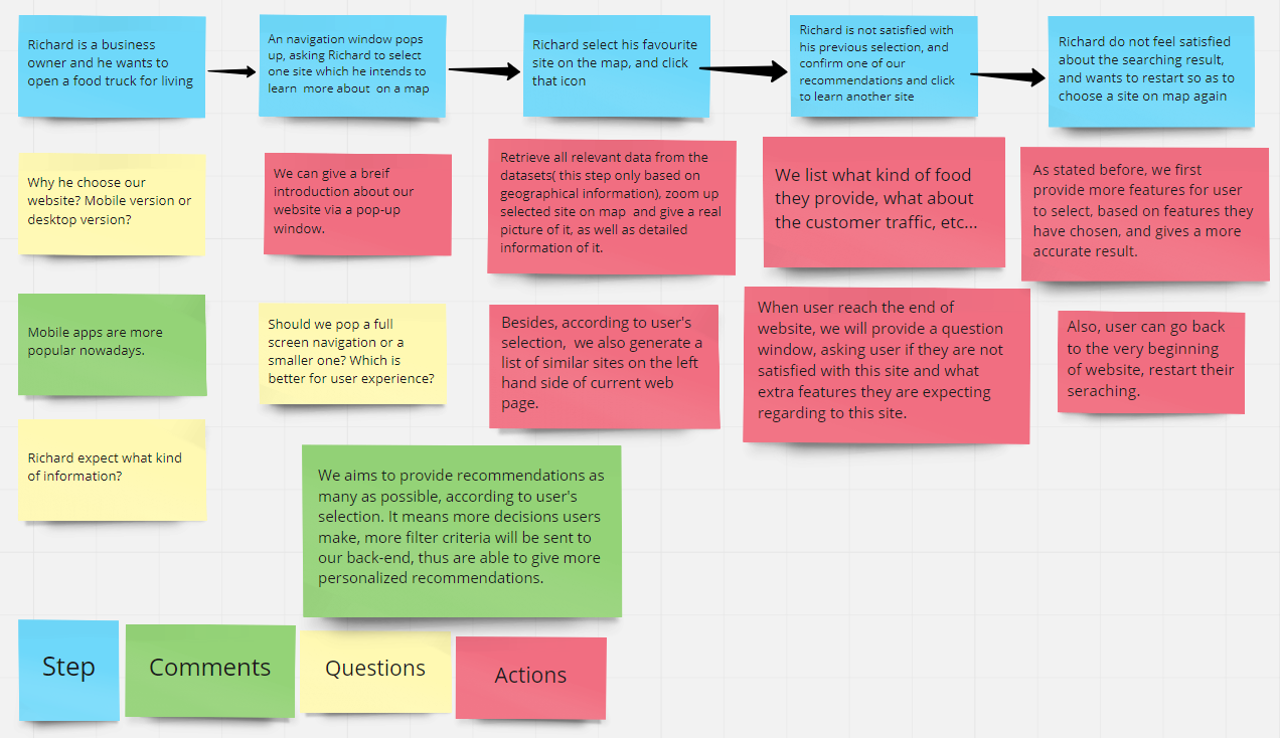 Richard is a business
owner and he wants to
open a food truck for living
An navigation window pops
up, asking Richard to select
one site which he intends to
learn more about on a map
Richard select his favourite
site on the map, and click
that icon
Richard is not satisfied with
his previous selection, and
confirm one of our
recommendations and click
to learn another site
Richard do not feel satisfied
about the searching result,
and wants to restart so as to
choose a site on map again
Why he choose our
website? Mobile version or
desktop version?
We can give a breif
introduction about our
website via a pop-up
window.
Retrieve all relevant data from the
datasets( this step only based on
geographical information), zoom up
selected site on map and give a real
picture of it, as well as detailed
information of it.
We list what kind of food
they provide, what about
the customer traffic, etc...
As stated before, we first
provide more features for user
to select, based on features they
have chosen, and gives a more
accurate result.
Mobile apps are more
popular nowadays.
Should we pop a full
screen navigation or a
smaller one? Which is
better for user experience?
Besides, according to user's
selection, we also generate a
list of similar sites on the left
hand side of current web
page.
When user reach the end of
website, we will provide a question
window, asking user if they are not
satisfied with this site and what
extra features they are expecting
regarding to this site.
Also, user can go back
to the very beginning
of website, restart their
seraching.
Richard expect what kind
of information?
We aims to provide recommendations as
many as possible, according to user's
selection. It means more decisions users
make, more filter criteria will be sent to
our back-end, thus are able to give more
personalized recommendations.
Step
Comments
Questions
Actions